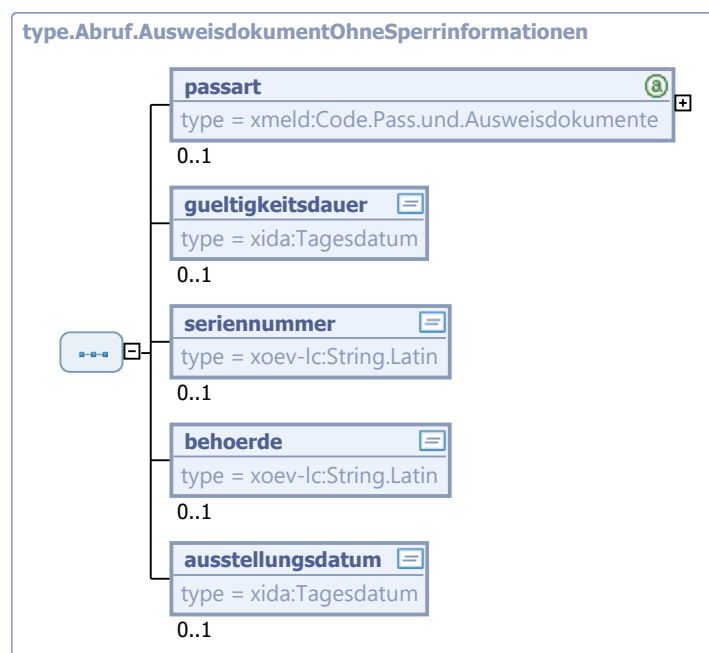 type.Abruf.AusweisdokumentOhneSperrinformationen
passart
type = xmeld:Code.Pass.und.Ausweisdokumente
0..1
gueltigkeitsdauer
type = xida:Tagesdatum
0..1
seriennummer
type = xoev-lc:String.Latin
0..1
behoerde
type = xoev-lc:String.Latin
0..1
ausstellungsdatum
type = xida:Tagesdatum
0..1